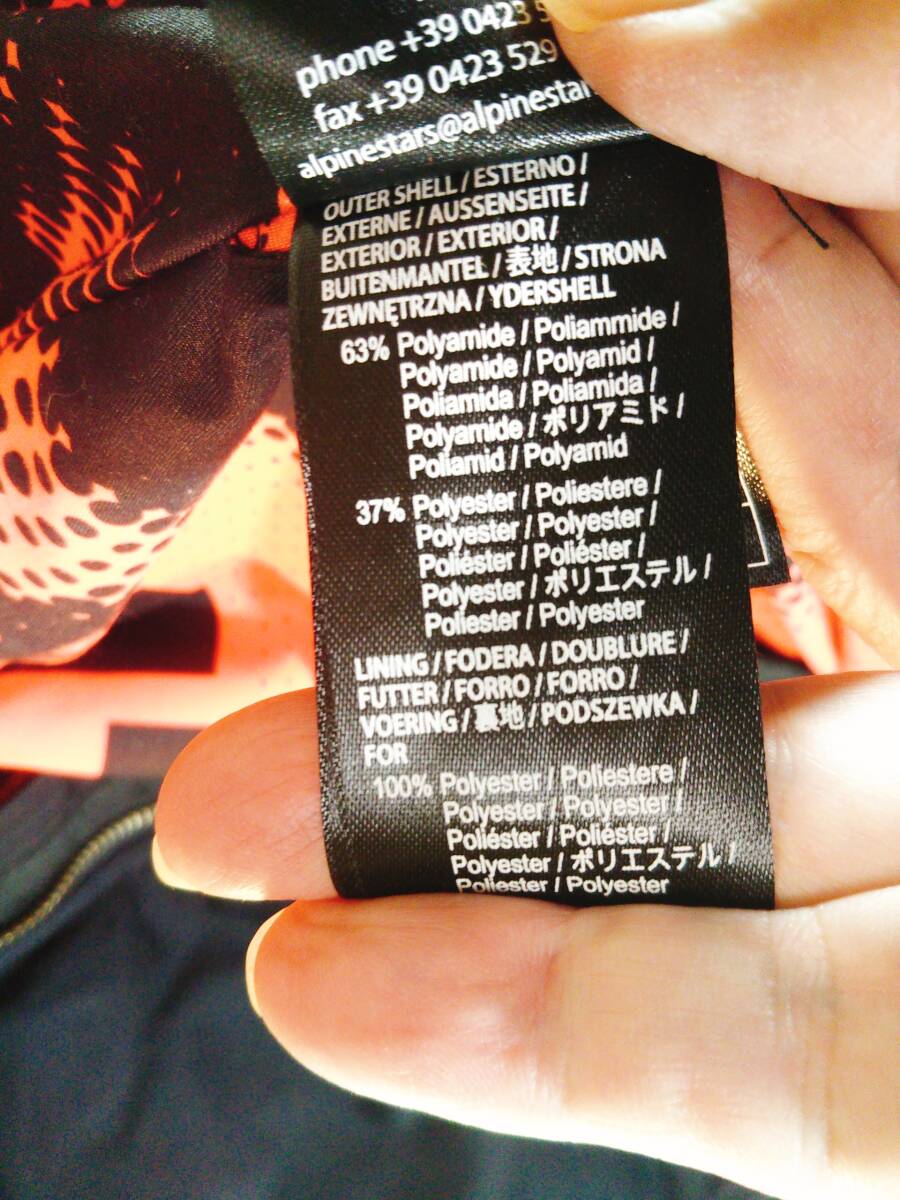 phone +39 0423 5
fax +39 0423 529
alpinestars@alpinestar
OUTER SHELL / ESTERNO /
EXTERNE / AUSSENSEITE /
EXTERIOR / EXTERIOR /
BUITENMANTEL / 表地 / STRONA
ZEWNĘTRZNA / YDERSHELL
63% Polyamide / Poliammide /
Polyamide / Polyamid /
Poliamida / Poliamida /
Polyamide / ポリアミド /
Poliamid / Polyamid
37% Polyester / Poliestere /
Polyester / Polyester /
Poliéster / Poliéster /
Polyester / ポリエステル /
Poliester / Polyester
LINING / FODERA / DOUBLURE /
FUTTER / FORRO / FORRO /
VOERING / 裏地 / PODSZEWKA /
FOR
100% Polyester / Poliestere /
Polyester / Polyester /
Poliéster / Poliéster /
Polyester / ポリエステル /
Poliester / Polyester